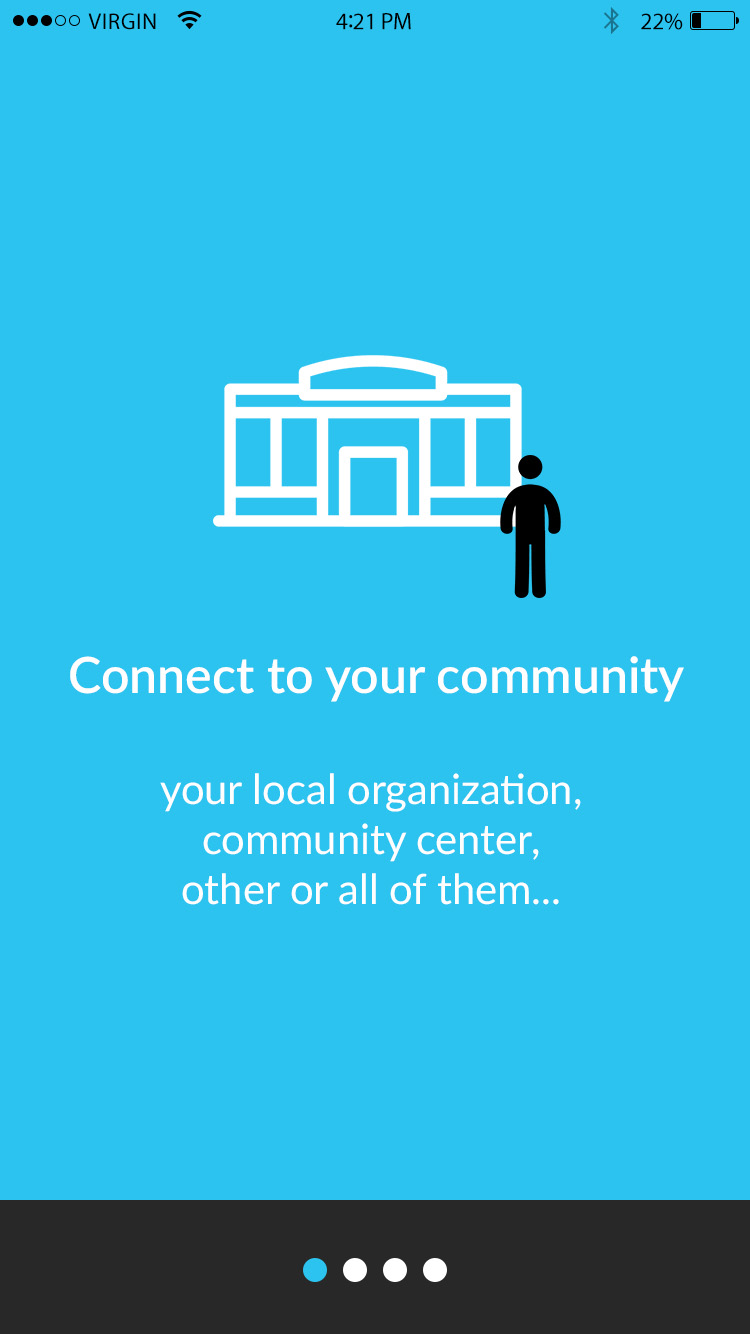 VIRGIN 4:21 PM 22%
Connect to your community
your local organization,
community center,
other or all of them...